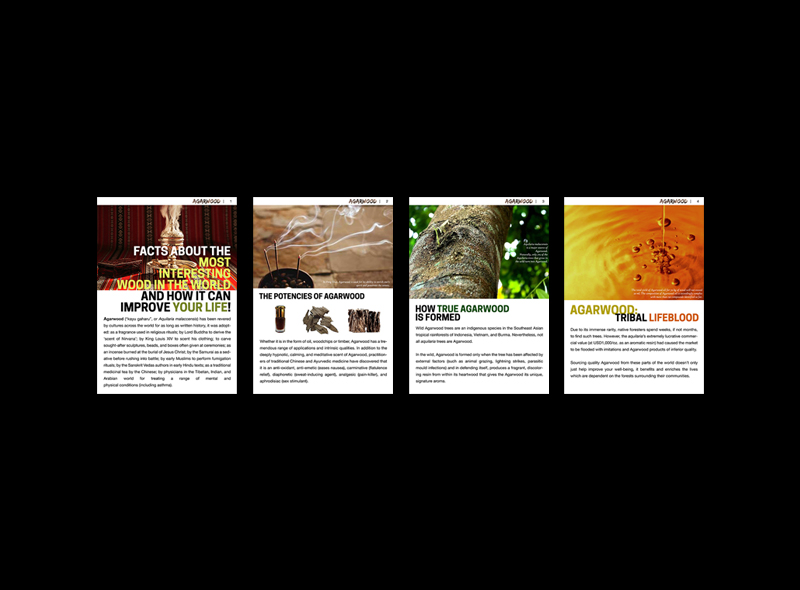 AGARWOOD | 1
FACTS ABOUT THE
MOST
INTERESTING
WOOD IN THE WORLD
AND HOW IT CAN
IMPROVE YOUR LIFE!
Agarwood ("kayu gaharu", or Aquilaria malaccensis) has been revered
by cultures across the world for as long as written history. It was adopt-
ed: as a fragrance used in religious rituals; by Lord Buddha to derive the
'scent of Nirvana'; by King Louis XIV to scent his clothing; to carve
sought-after sculptures, beads, and boxes often given at ceremonies; as
an incense burned at the burial of Jesus Christ; by the Samurai as a sed-
ative before rushing into battle; by early Muslims to perform fumigation
rituals; by the Sanskrit Vedas authors in early Hindu texts; as a traditional
medicinal tea by the Chinese; by physicians in the Tibetan, Indian, and
Arabian world for treating a range of mental and
physical conditions (including asthma).
AGARWOOD | 2
THE POTENCIES OF AGARWOOD
Whether it is in the form of oil, woodchips or timber, Agarwood has a tre-
mendous range of applications and intrinsic qualities. In addition to the
deeply hypnotic, calming, and meditative scent of Agarwood, practition-
ers of traditional Chinese and Ayurvedic medicine have discovered that
it is an anti-oxidant, anti-emetic (eases nausea), carminative (flatulence
relief), diaphoretic (sweat-inducing agent), analgesic (pain-killer), and
aphrodisiac (sex stimulant).
AGARWOOD | 3
HOW TRUE AGARWOOD
IS FORMED
Wild Agarwood trees are an indigenous species in the Southeast Asian
tropical rainforests of Indonesia, Vietnam, and Burma. Nevertheless, not
all aquilaria trees are Agarwood.
In the wild, Agarwood is formed only when the tree has been affected by
external factors (such as animal grazing, lightning strikes, parasitic
mould infections) and in defending itself, produces a fragrant, discolor-
ing resin from within its heartwood that gives the Agarwood its unique,
signature aroma.
AGARWOOD | 4
AGARWOOD:
TRIBAL LIFEBLOOD
Due to its immense rarity, native foresters spend weeks, if not months,
to find such trees. However, the aquilaria's extremely lucrative commer-
cial value (at USD1,000/oz. as an aromatic resin) had caused the market
to be flooded with imitations and Agarwood products of inferior quality.
Sourcing quality Agarwood from these parts of the world doesn't only
just help improve your well-being, it benefits and enriches the lives
which are dependent on the forests surrounding their communities.